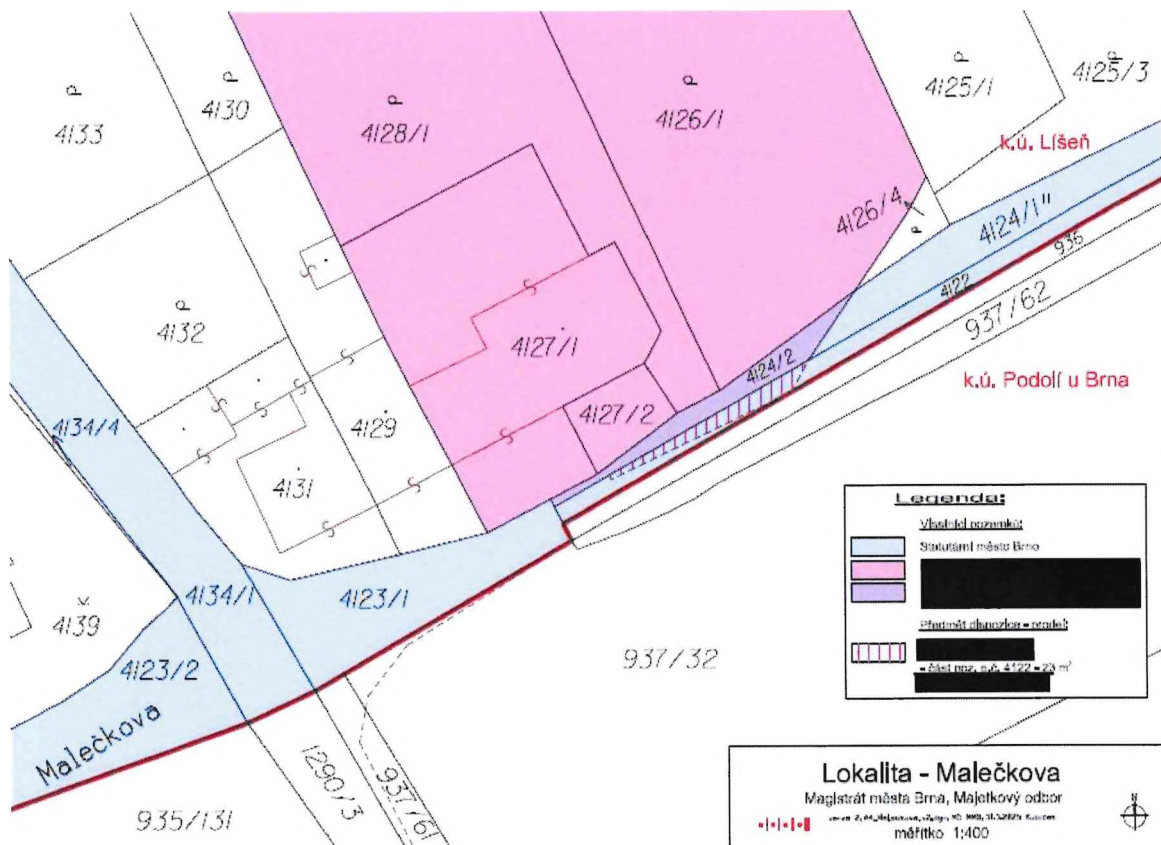 4133
P
4130
P
4128/1
P
4126/1
P
4125/1
P
4125/3
P
k.ú. Líšeň
4126/4
P
4124/1"
936
4122
937/62
4132
P
4127/1
4124/2
k.ú. Podolí u Brna
4127/2
4134/4
4129
4131
Legenda:
Vlastníci pozemků:
Statutární město Brno
Předmět dispozice - prodej:
- část poz. p.č. 4122 - 23 m²
4134/1
4123/1
K
4139
4123/2
937/32
Malečkova
1290/3
937/61
935/131
Lokalita - Malečkova
Magistrát města Brna, Majetkový odbor
měřítko 1:400
N